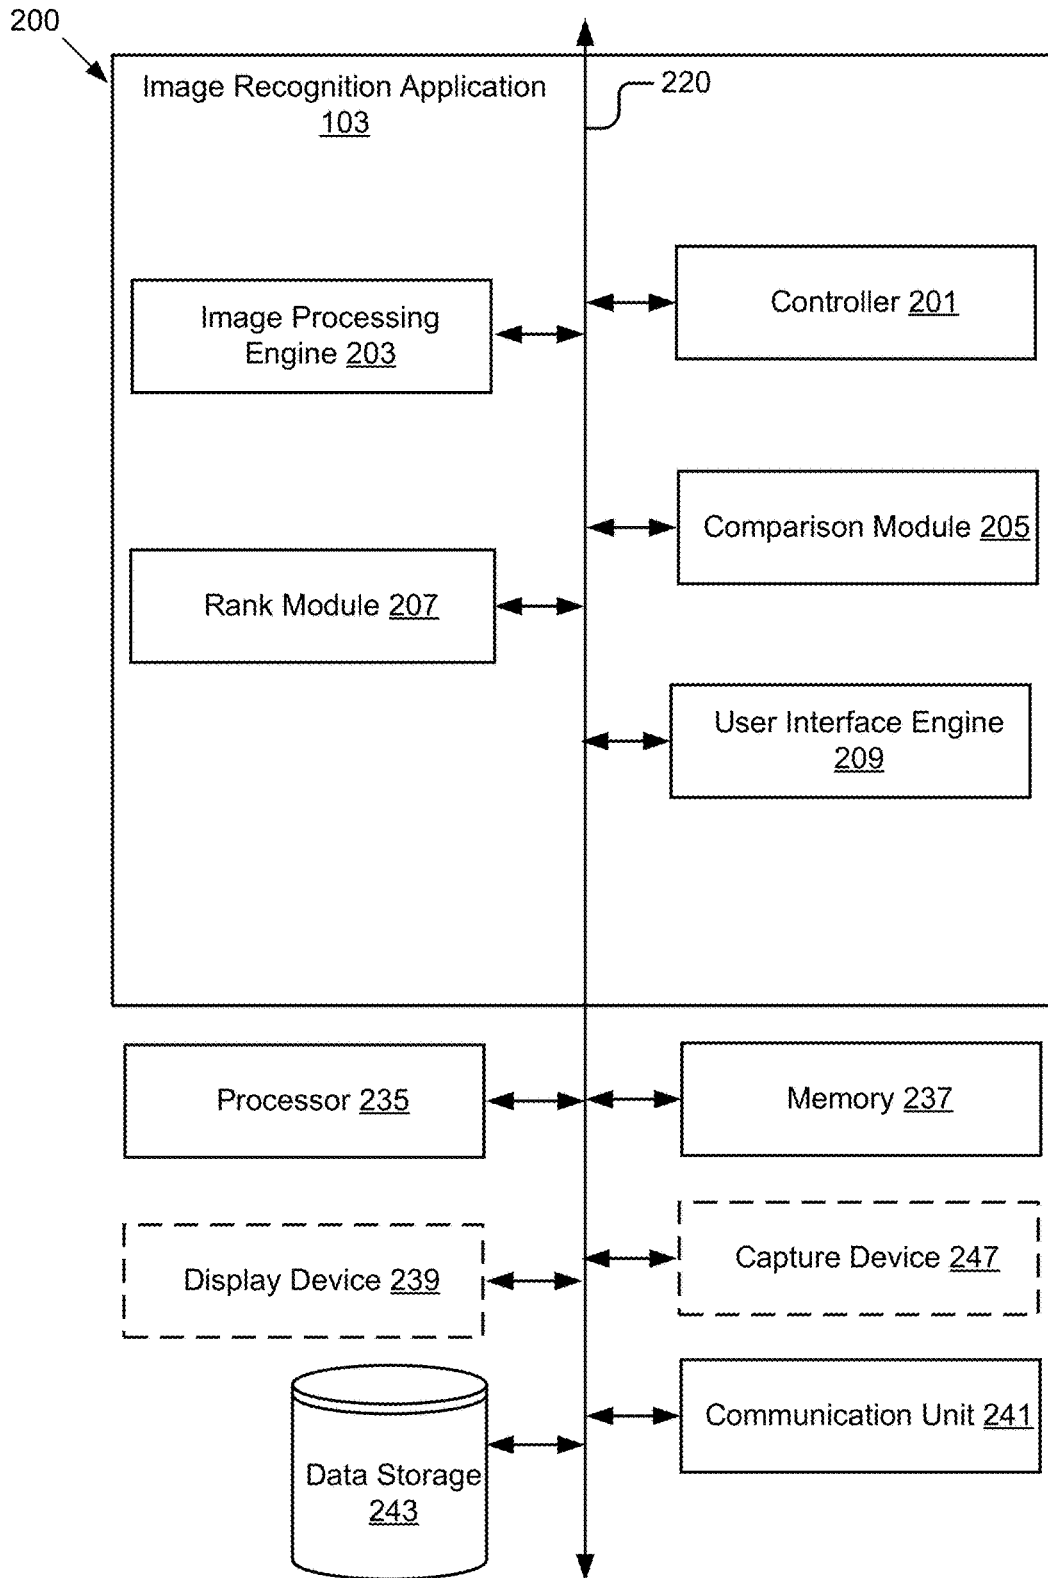 200
Image Recognition Application
103
220
Controller 201
Image Processing
Engine 203
Comparison Module 205
Rank Module 207
User Interface Engine
209
Processor 235
Memory 237
Display Device 239
Capture Device 247
Communication Unit 241
Data Storage
243